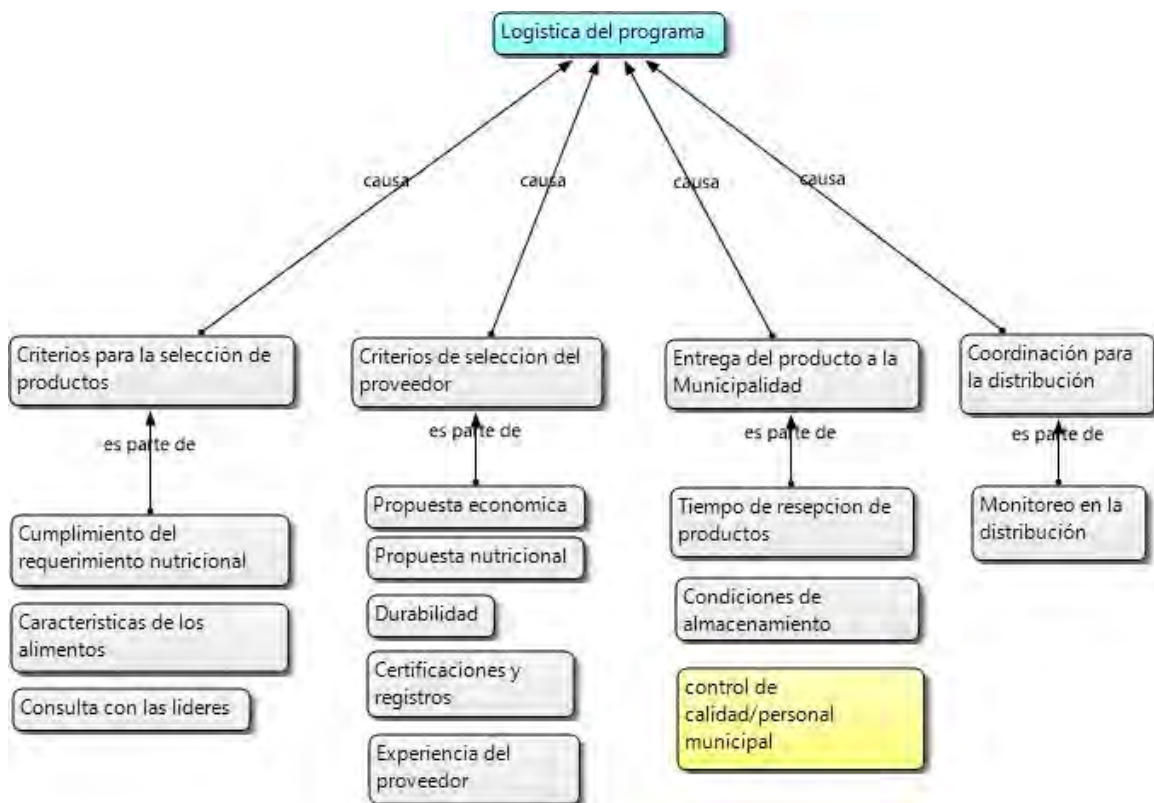 Logistica del programa
causa
causa
causa
causa
Criterios para la selección de
productos
Criterios de selección del
proveedor
Entrega del producto a la
Municipalidad
Coordinación para
la distribución
es parte de
es parte de
es parte de
es parte de
Cumplimiento del
requerimiento nutricional
Caracteristicas de los
alimentos
Consulta con las lideres
Propuesta economica
Propuesta nutricional
Durabilidad
Certificaciones y
registros
Experiencia del
proveedor
Tiempo de resepcion de
productos
Condiciones de
almacenamiento
control de
calidad/personal
municipal
Monitoreo en la
distribución